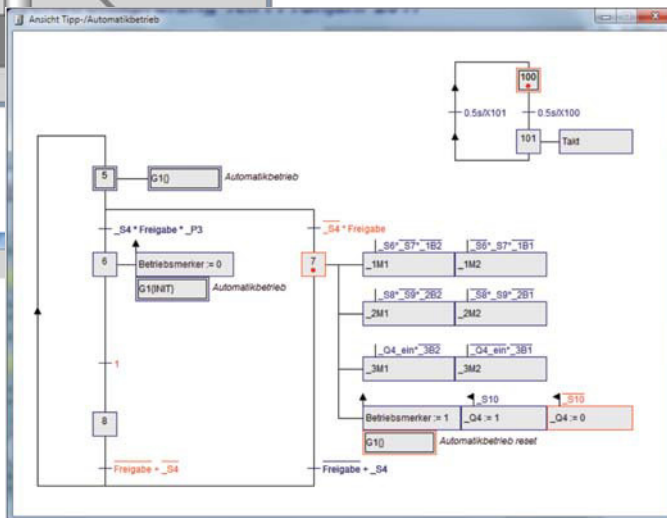 Ansicht Tipp-/Automatikbetrieb
100
0.5s/X101
0.5s/X100
101
Takt
5
G1()
Automatikbetrieb
_S4 * Freigabe * _P3
_S4 * Freigabe
6
Betriebsmerker := 0
G1(INIT)
Automatikbetrieb
7
_S6*_S7*_1B2
_S6*_S7*_1B1
_1M1
_1M2
_S8*_S9*_2B2
_S8*_S9*_2B1
_2M1
_2M2
_Q4_ein*_3B2
_Q4_ein*_3B1
_3M1
_3M2
1
8
_S10
_S10
Betriebsmerker := 1
_Q4 := 1
_Q4 := 0
G1()
Automatikbetrieb reset
Freigabe + _S4
Freigabe + _S4